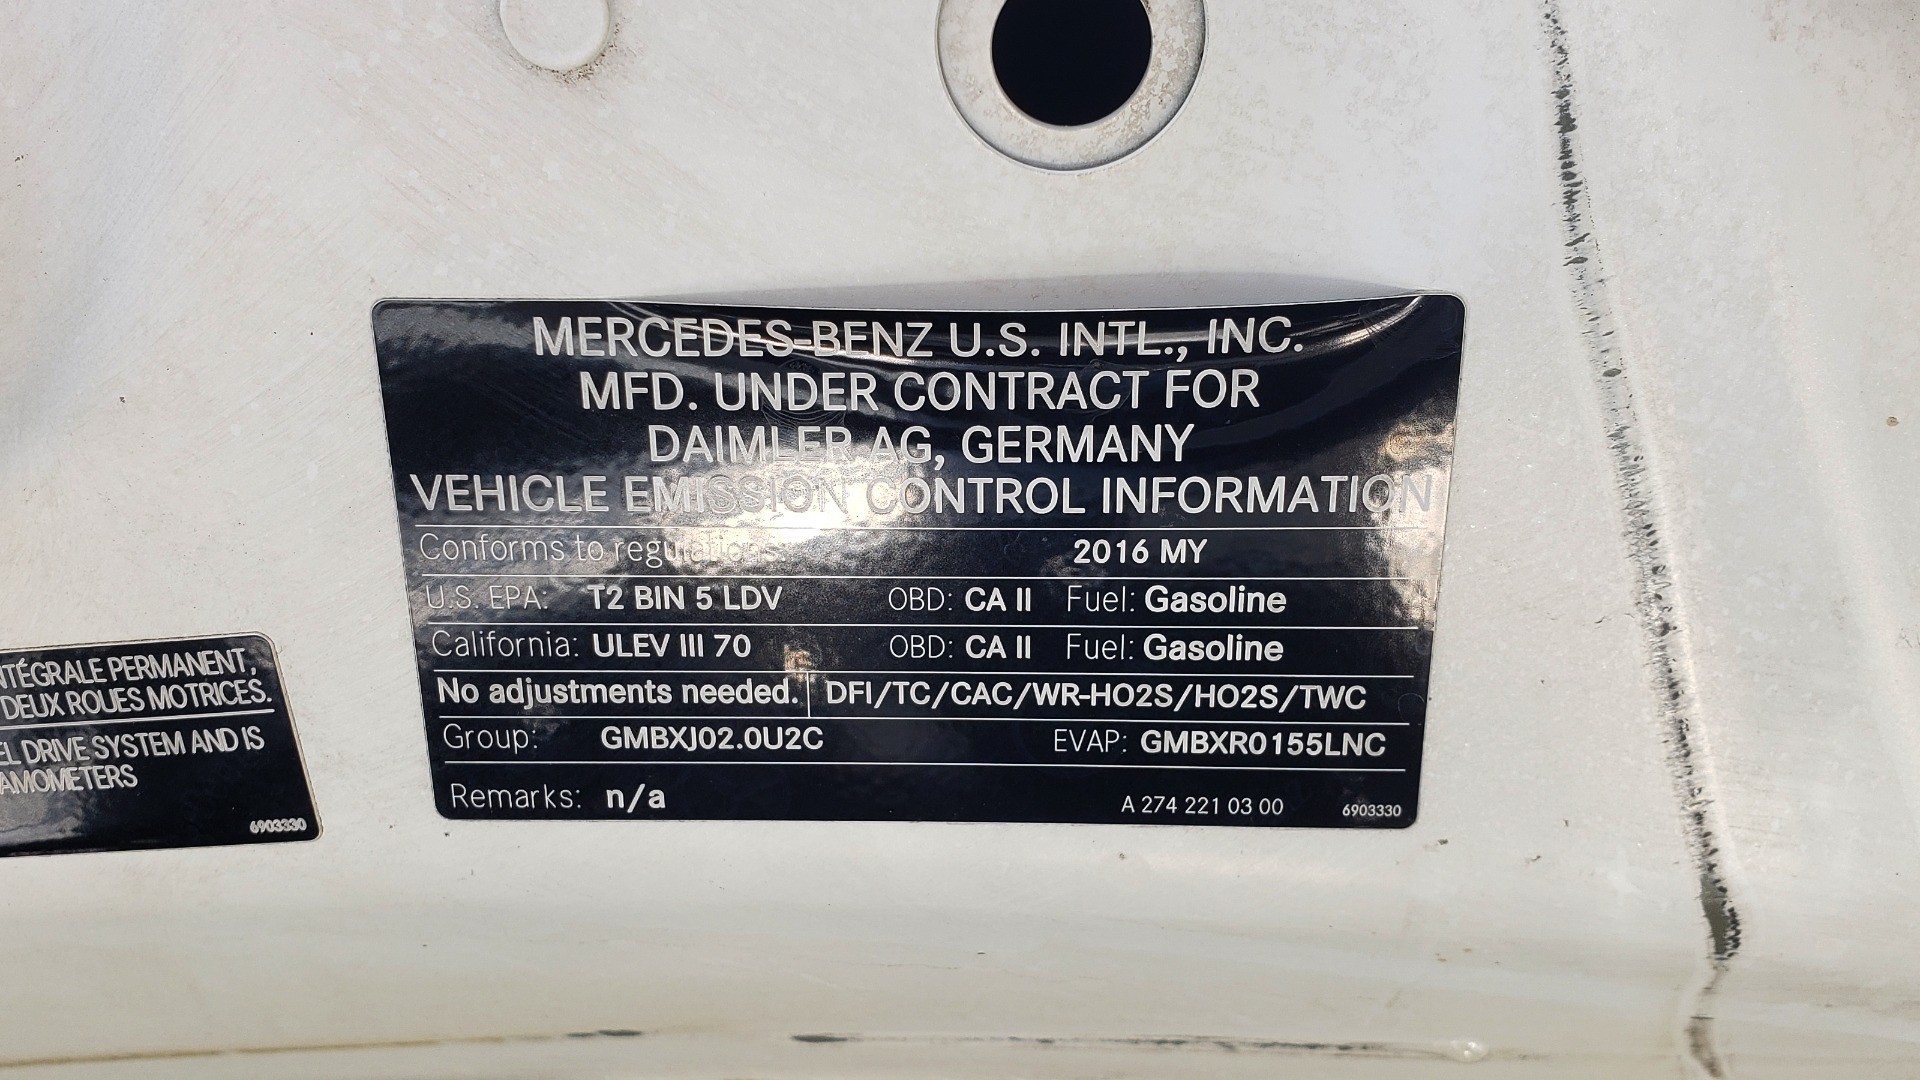 MERCEDES-BENZ U.S. INTL., INC.
MFD. UNDER CONTRACT FOR
DAIMLER AG, GERMANY
VEHICLE EMISSION CONTROL INFORMATION
Conforms to regulations: 2016 MY
U.S. EPA: T2 BIN 5 LDV OBD: CA II Fuel: Gasoline
California: ULEV III 70 OBD: CA II Fuel: Gasoline
No adjustments needed. DFI/TC/CAC/WR-HO2S/HO2S/TWC
Group: GMBXJ02.0U2C EVAP: GMBXR0155LNC
Remarks: n/a A 274 221 03 00 6903330
NTÉGRALE PERMANENT,
DEUX ROUES MOTRICES.
EL DRIVE SYSTEM AND IS
AMOMETERS
6903330